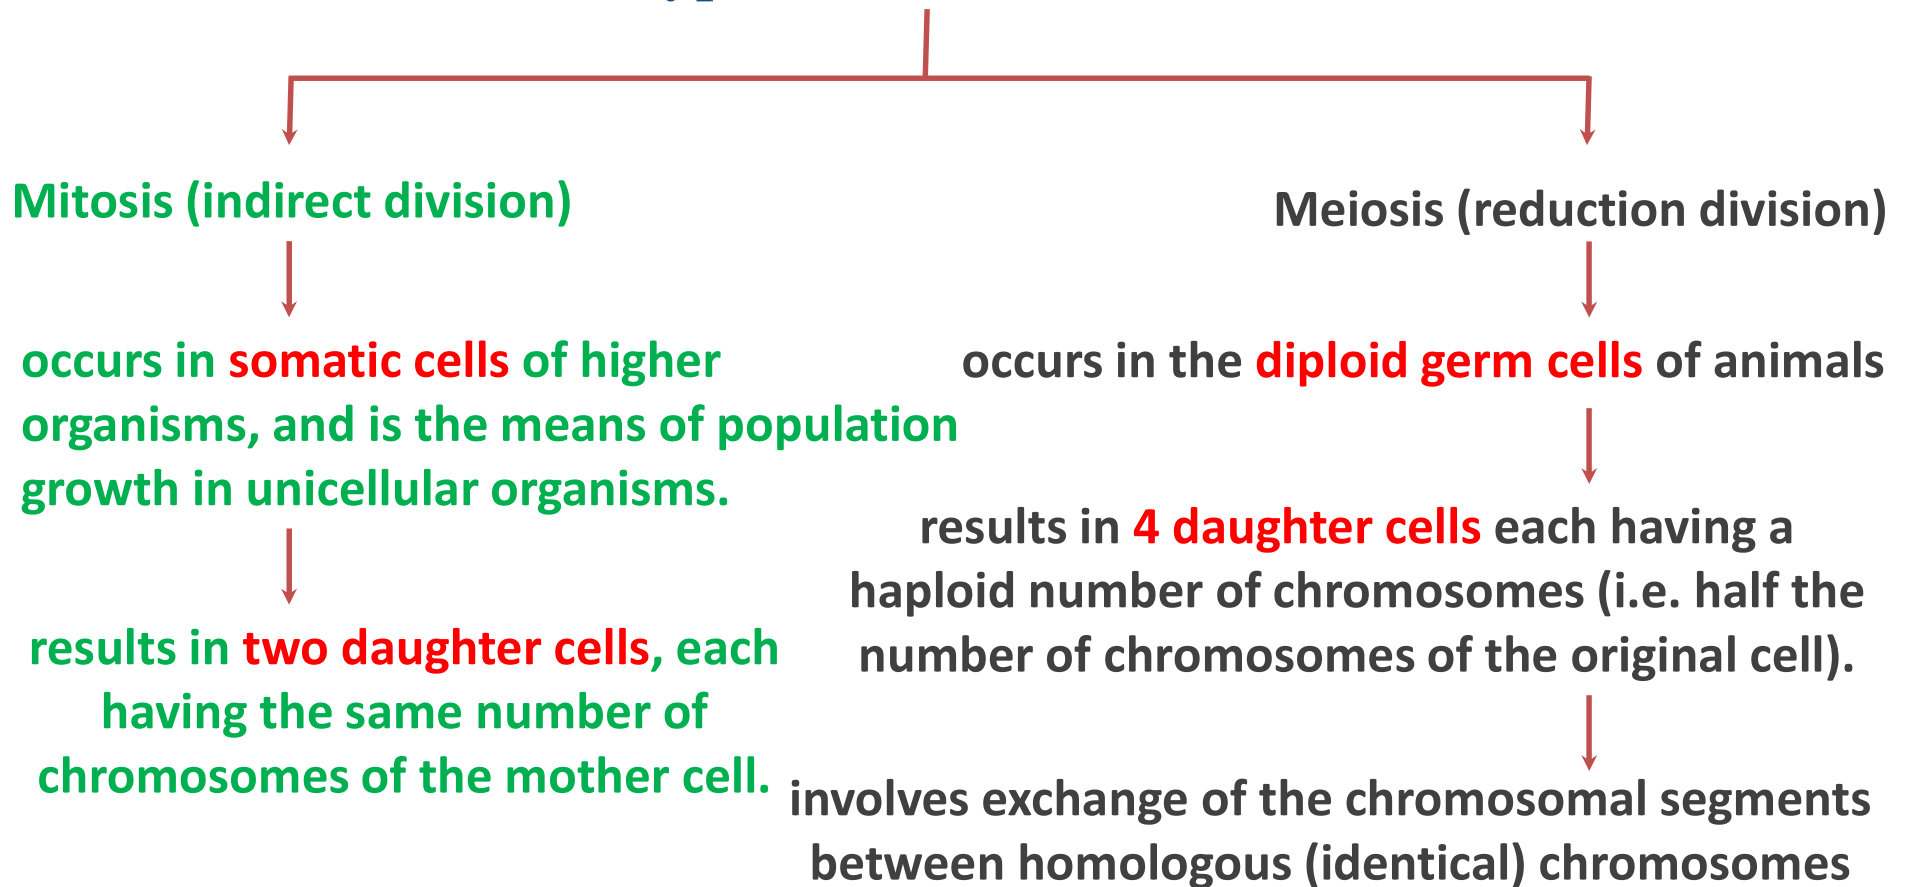 Mitosis (indirect division)
occurs in somatic cells of higher
organisms, and is the means of population
growth in unicellular organisms.
results in two daughter cells, each
having the same number of
chromosomes of the mother cell.
Meiosis (reduction division)
occurs in the diploid germ cells of animals
results in 4 daughter cells each having a
haploid number of chromosomes (i.e. half the
number of chromosomes of the original cell).
involves exchange of the chromosomal segments
between homologous (identical) chromosomes